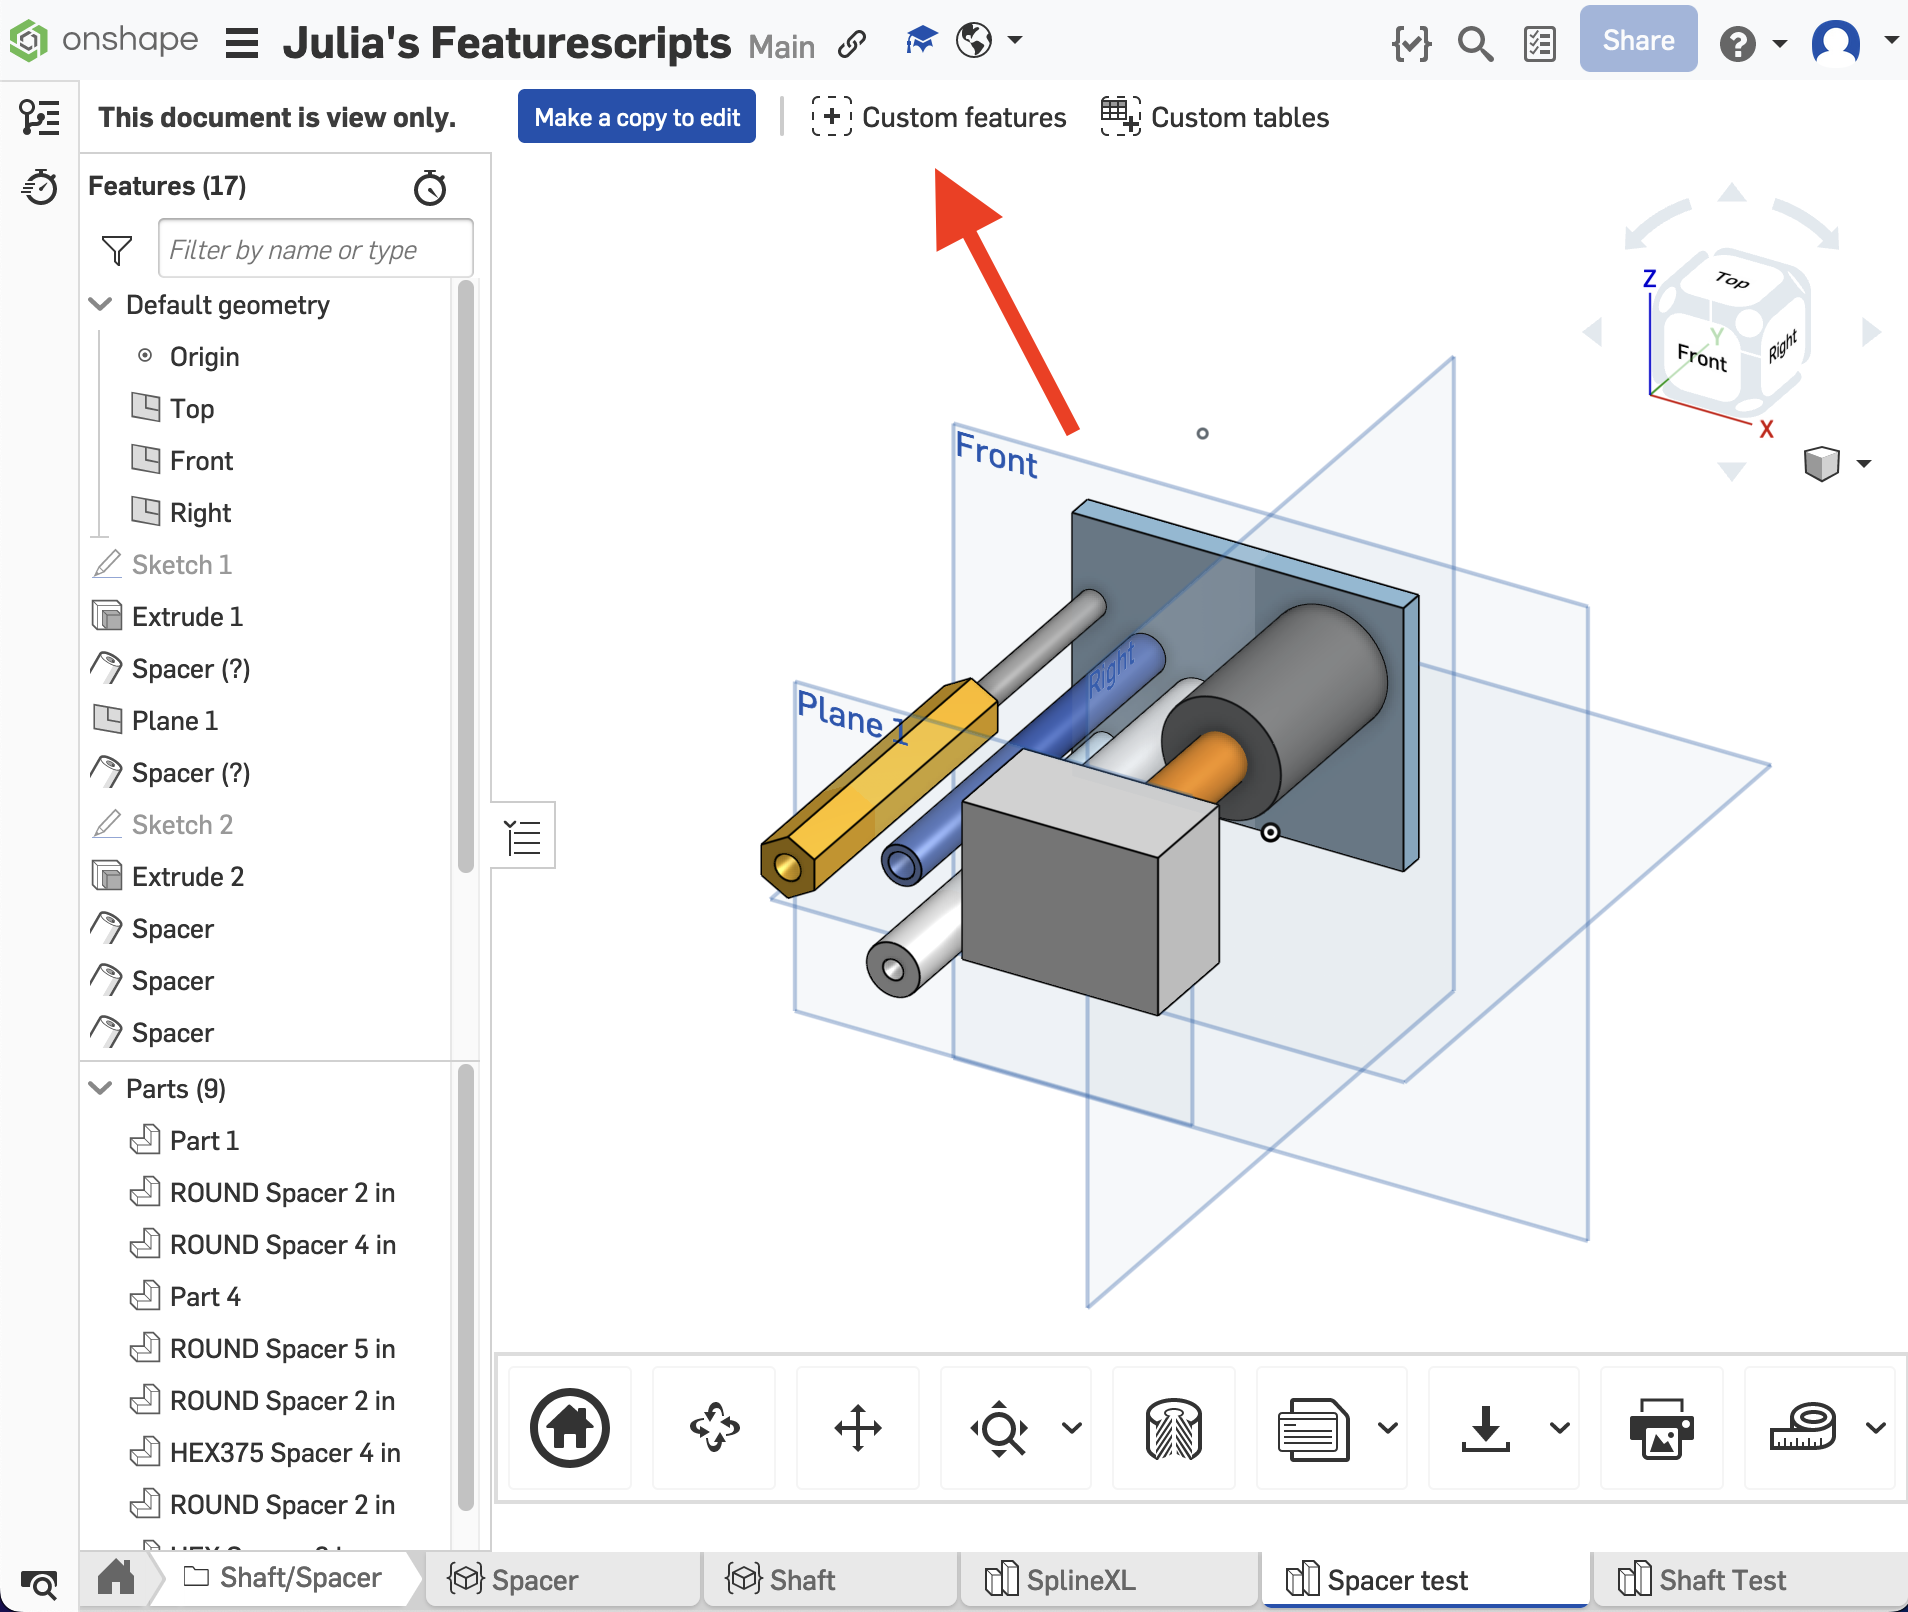 onshape Julia's Featurescripts Main Share
This document is view only. Make a copy to edit Custom features Custom tables
Features (17)
Filter by name or type
Default geometry
Origin
Top
Front
Right
Sketch 1
Extrude 1
Spacer (?)
Plane 1
Spacer (?)
Sketch 2
Extrude 2
Spacer
Spacer
Spacer
Parts (9)
Part 1
ROUND Spacer 2 in
ROUND Spacer 4 in
Part 4
ROUND Spacer 5 in
ROUND Spacer 2 in
HEX375 Spacer 4 in
ROUND Spacer 2 in
Z
Top
Y
Front
Right
X
Front
Right
Plane 1
Shaft/Spacer Spacer Shaft SplineXL Spacer test Shaft Test